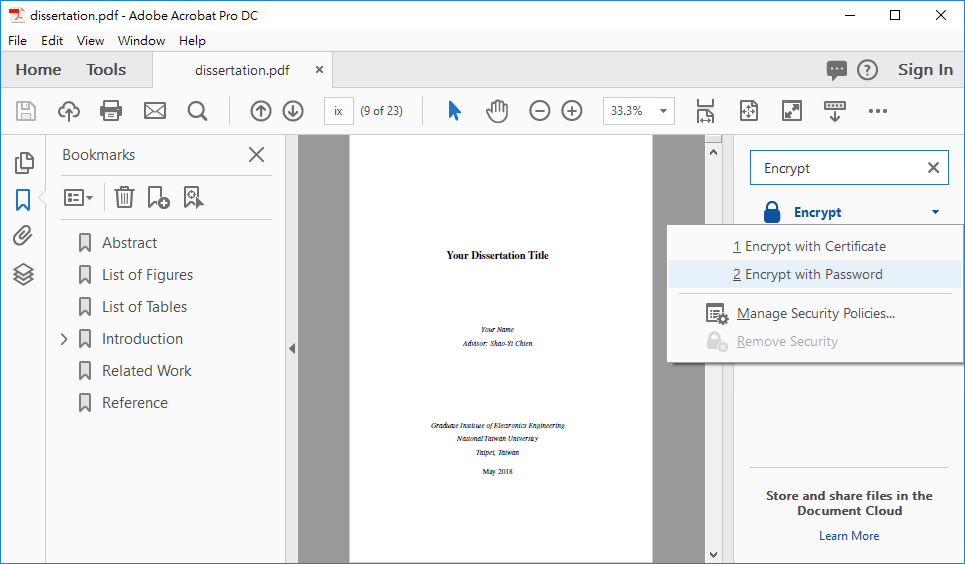 dissertation.pdf - Adobe Acrobat Pro DC
File Edit View Window Help
Home Tools dissertation.pdf × Sign In
ix (9 of 23) 33.3%
Bookmarks
Abstract
List of Figures
List of Tables
Introduction
Related Work
Reference
Your Dissertation Title
Your Name
Advisor: Shao-Yi Chien
Graduate Institute of Electronics Engineering
National Taiwan University
Taipei, Taiwan
May 2018
Encrypt
Encrypt
1 Encrypt with Certificate
2 Encrypt with Password
Manage Security Policies...
Remove Security
Store and share files in the
Document Cloud
Learn More